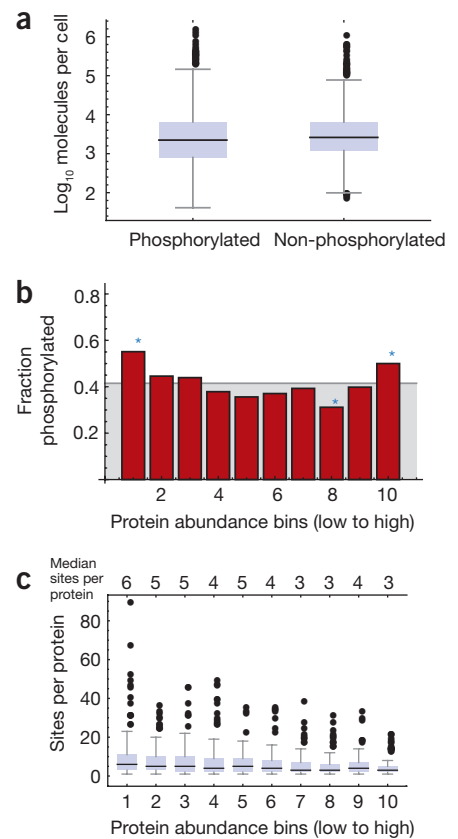 a
Log10 molecules per cell
6
5
4
3
2
Phosphorylated Non-phosphorylated
b
Fraction
phosphorylated
0.8
0.6
0.4
0.2
*
*
*
2 4 6 8 10
Protein abundance bins (low to high)
c
Median
sites per
protein
6 5 5 4 5 4 3 3 4 3
Sites per protein
80
60
40
20
0
1 2 3 4 5 6 7 8 9 10
Protein abundance bins (low to high)